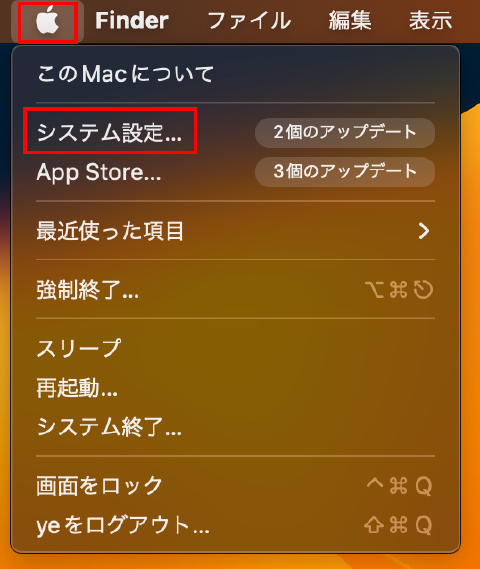 Finder ファイル 編集 表示
このMacについて
システム設定... 2個のアップデート
App Store... 3個のアップデート
最近使った項目
強制終了... ⌥⌘⎋
スリープ
再起動...
システム終了...
画面をロック ^⌘Q
yeをログアウト... ⇧⌘Q